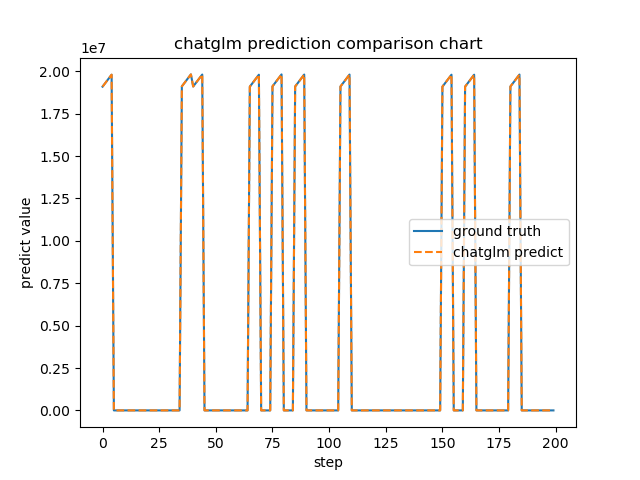 chatglm prediction comparison chart
1e7
2.00
1.75
1.50
1.25
1.00
0.75
0.50
0.25
0.00
predict value
ground truth
chatglm predict
0 25 50 75 100 125 150 175 200
step